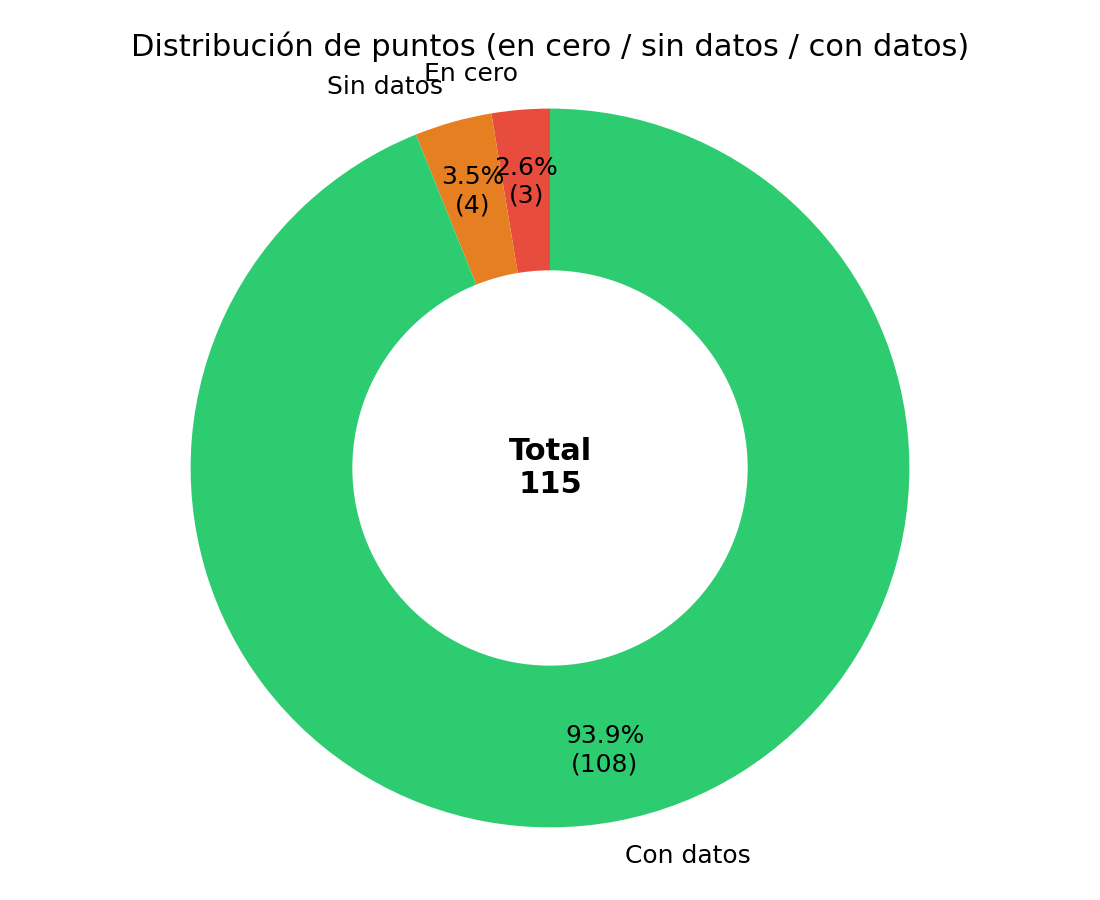 Distribución de puntos (en cero / sin datos / con datos)
En cero
Sin datos
2.6%
(3)
3.5%
(4)
Total
115
93.9%
(108)
Con datos